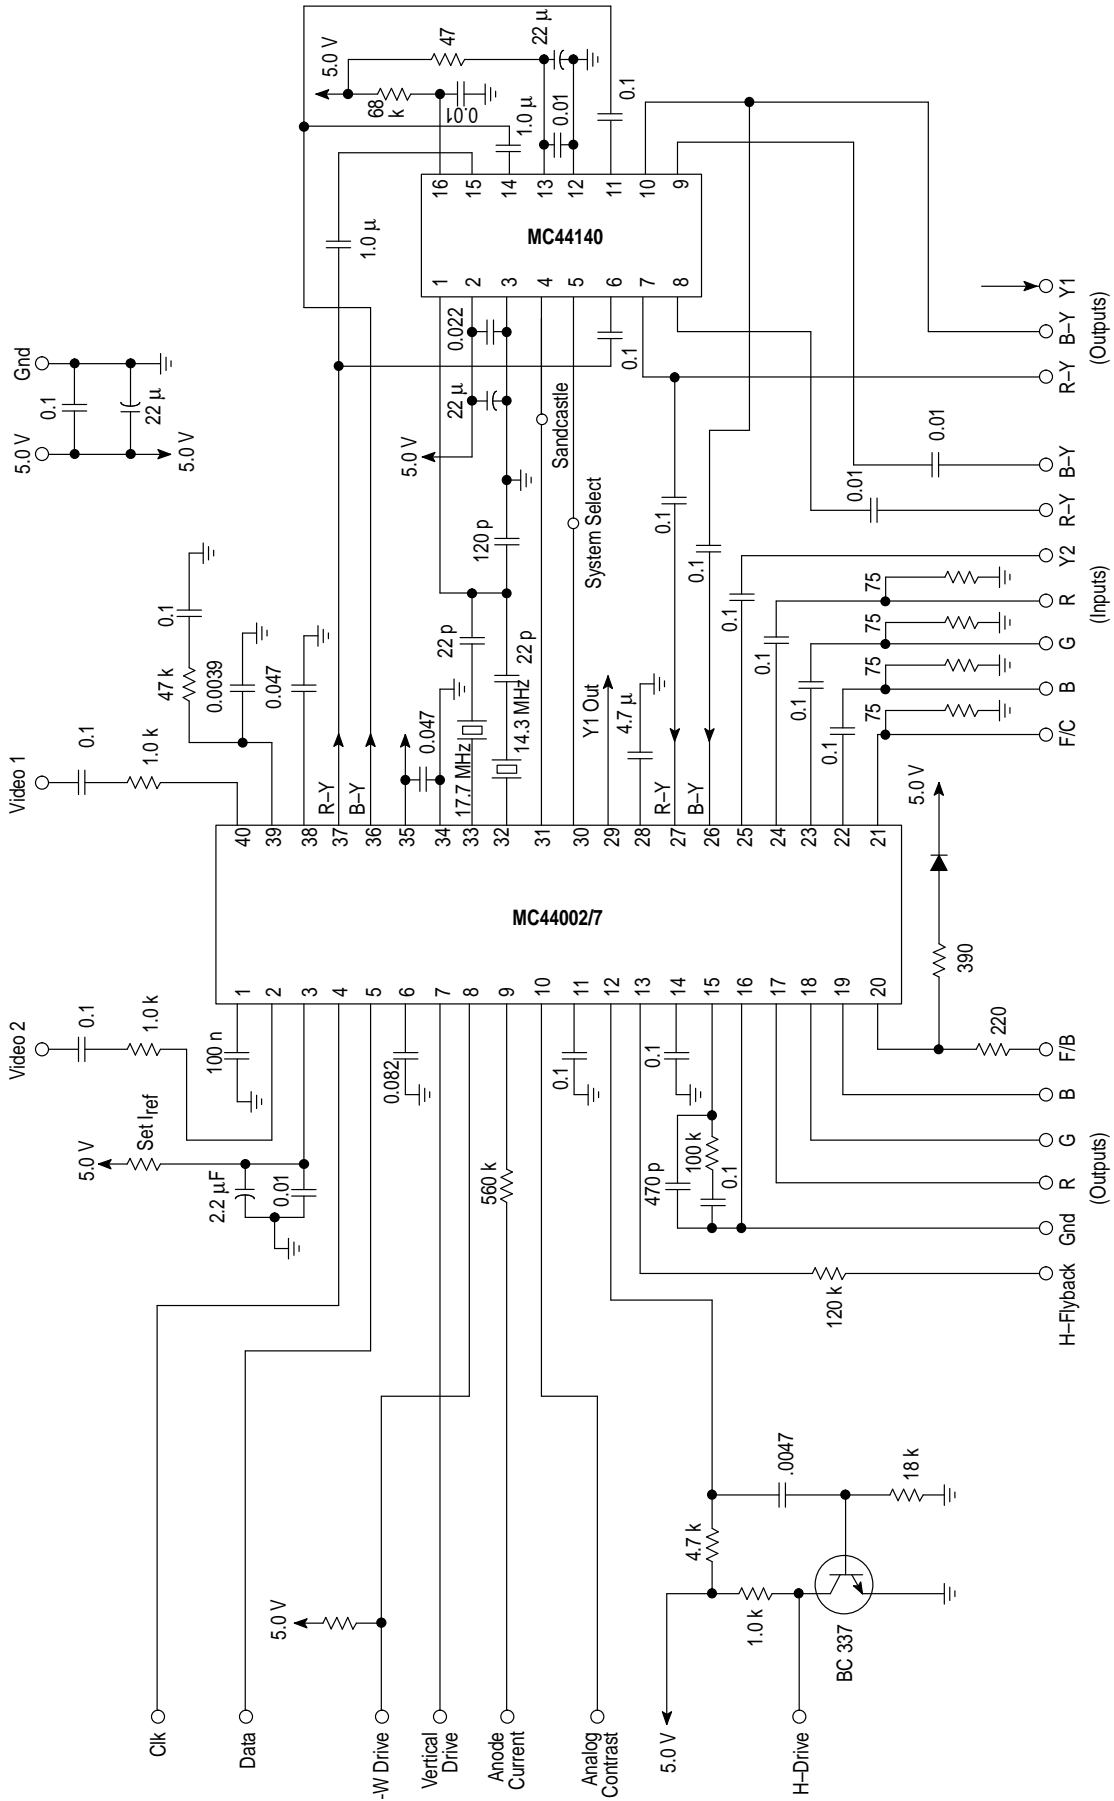 Video 2
0.1
1.0 k
Video 1
0.1
1.0 k
5.0 V
Gnd
0.1
22 µ
5.0 V
5.0 V
Set Iref
2.2 µF
0.01
100 n
47 k
0.1
0.0039
0.047
R–Y
B–Y
0.047
17.7 MHz
14.3 MHz
22 p
22 p
120 p
5.0 V
22 µ
0.022
1.0 µ
5.0 V
68 k
0.01
47
22 µ
1.0 µ
0.01
0.1
0.1
MC44140
1
2
3
4
5
6
7
8
16
15
14
13
12
11
10
9
Sandcastle
System Select
Y1 Out
4.7 µ
R–Y
B–Y
0.1
0.1
MC44002/7
1
2
3
4
5
6
7
8
9
10
11
12
13
14
15
16
17
18
19
20
40
39
38
37
36
35
34
33
32
31
30
29
28
27
26
25
24
23
22
21
0.082
560 k
0.1
0.1
470 p
100 k
0.1
0.1
0.1
0.1
0.1
75
75
75
75
0.01
0.01
5.0 V
390
220
120 k
Clk
Data
5.0 V
-W Drive
Vertical
Drive
Anode
Current
Analog
Contrast
5.0 V
4.7 k
1.0 k
.0047
18 k
BC 337
H–Drive
H–Flyback
Gnd
R
G
B
F/B
(Outputs)
F/C
B
G
R
Y2
R–Y
B–Y
(Inputs)
R–Y
B–Y
Y1
(Outputs)